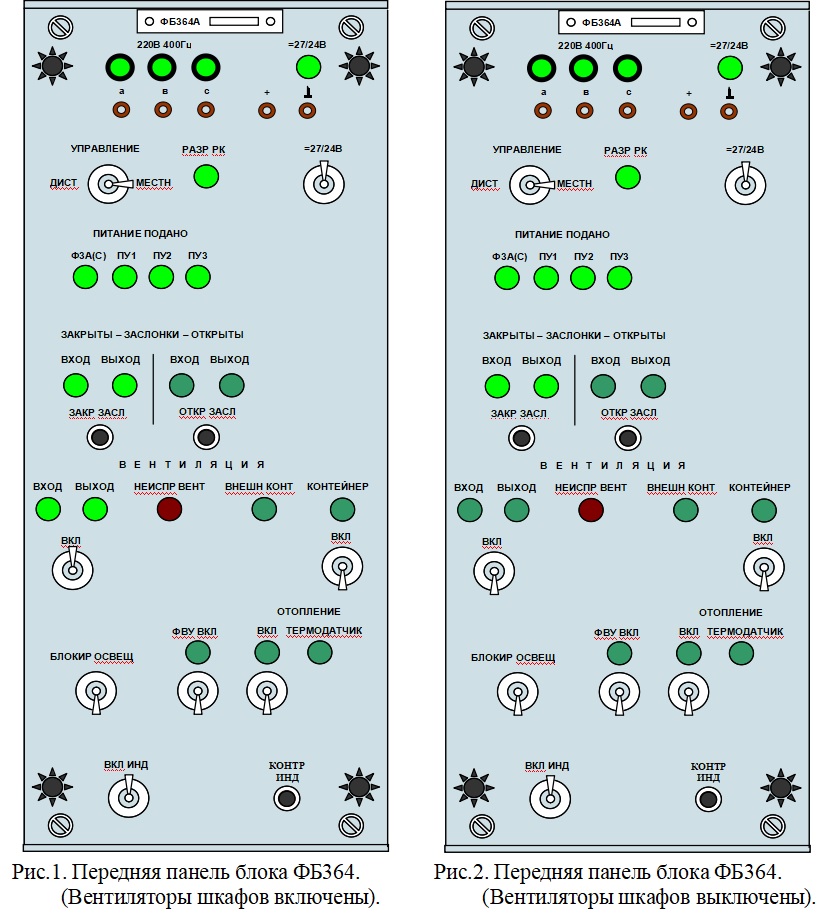 ФБ364А
220В 400Гц =27/24В
а в с +
УПРАВЛЕНИЕ РАЗР РК =27/24В
ДИСТ МЕСТН
ПИТАНИЕ ПОДАНО
ФЗА(С) ПУ1 ПУ2 ПУ3
ЗАКРЫТЫ – ЗАСЛОНКИ – ОТКРЫТЫ
ВХОД ВЫХОД ВХОД ВЫХОД
ЗАКР ЗАСЛ ОТКР ЗАСЛ
В Е Н Т И Л Я Ц И Я
ВХОД ВЫХОД НЕИСПР ВЕНТ ВНЕШН КОНТ КОНТЕЙНЕР
ВКЛ ВКЛ
ОТОПЛЕНИЕ
ФВУ ВКЛ ВКЛ ТЕРМОДАТЧИК
БЛОКИР ОСВЕЩ
ВКЛ ИНД КОНТР
ИНД
Рис.1. Передняя панель блока ФБ364.
(Вентиляторы шкафов включены).
ФБ364А
220В 400Гц =27/24В
а в с +
УПРАВЛЕНИЕ РАЗР РК =27/24В
ДИСТ МЕСТН
ПИТАНИЕ ПОДАНО
ФЗА(С) ПУ1 ПУ2 ПУ3
ЗАКРЫТЫ – ЗАСЛОНКИ – ОТКРЫТЫ
ВХОД ВЫХОД ВХОД ВЫХОД
ЗАКР ЗАСЛ ОТКР ЗАСЛ
В Е Н Т И Л Я Ц И Я
ВХОД ВЫХОД НЕИСПР ВЕНТ ВНЕШН КОНТ КОНТЕЙНЕР
ВКЛ ВКЛ
ОТОПЛЕНИЕ
ФВУ ВКЛ ВКЛ ТЕРМОДАТЧИК
БЛОКИР ОСВЕЩ
ВКЛ ИНД КОНТР
ИНД
Рис.2. Передняя панель блока ФБ364.
(Вентиляторы шкафов выключены).